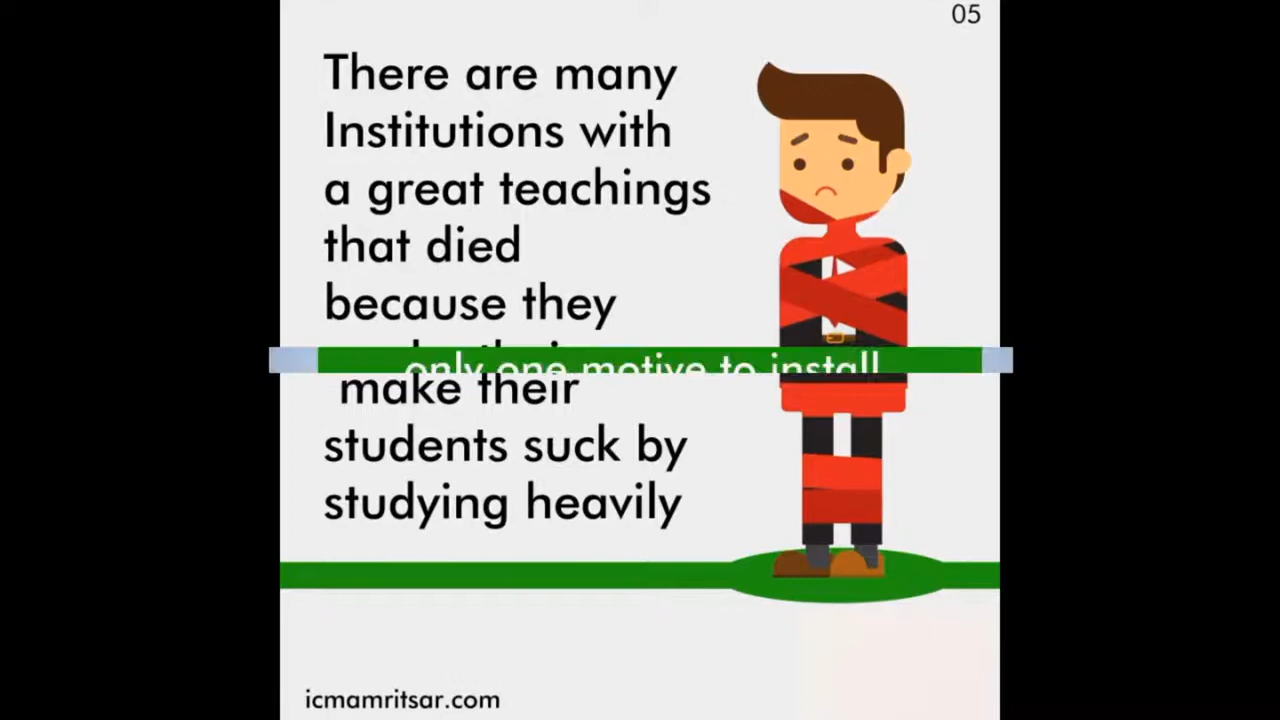 05
There are many
Institutions with
a great teachings
that died
because they
only one motive to install
make their
students suck by
studying heavily
icmamritsar.com